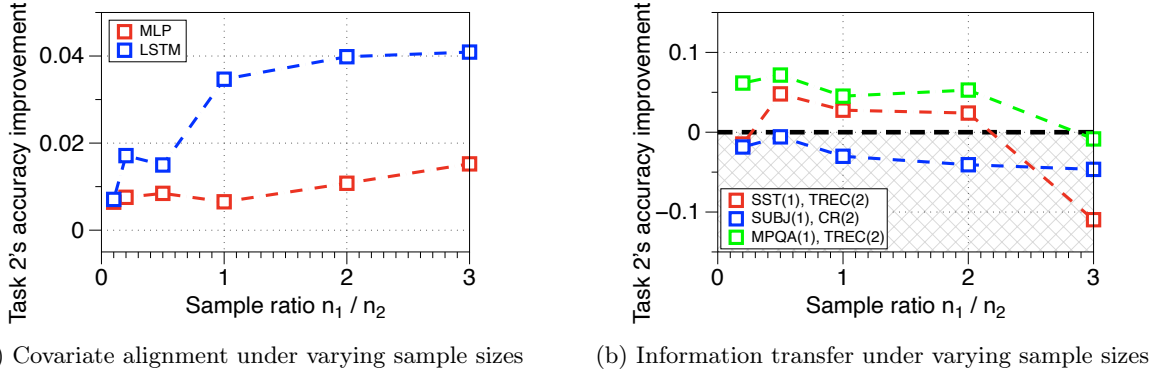 Task 2's accuracy improvement
0.04
0.02
0
MLP
LSTM
0 1 2 3
Sample ratio n₁ / n₂
) Covariate alignment under varying sample sizes
Task 2's accuracy improvement
0.1
0
−0.1
SST(1), TREC(2)
SUBJ(1), CR(2)
MPQA(1), TREC(2)
0 1 2 3
Sample ratio n₁ / n₂
(b) Information transfer under varying sample sizes